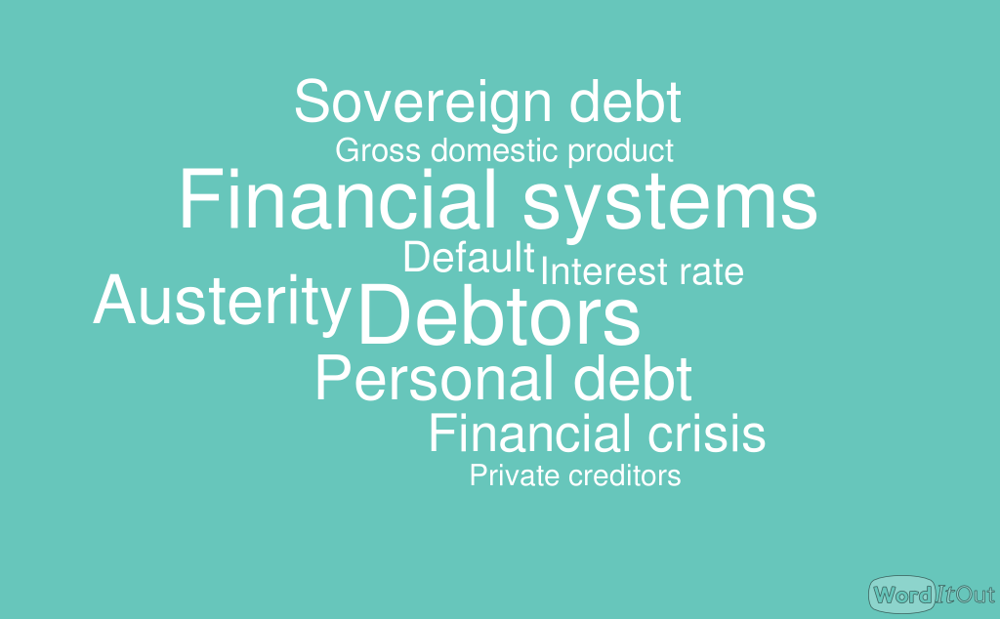 Sovereign debt
Gross domestic product
Financial systems
Default
Interest rate
Austerity
Debtors
Personal debt
Financial crisis
Private creditors
WordItOut